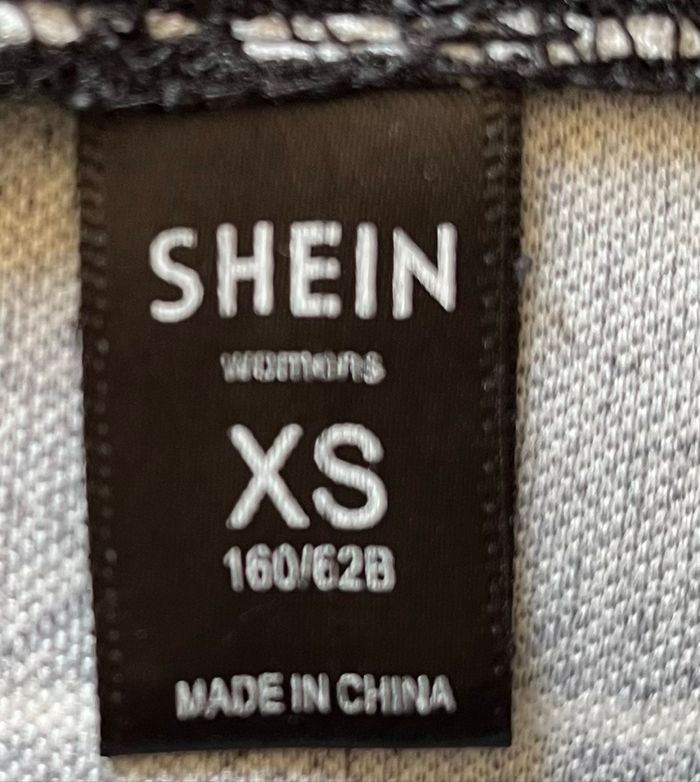 SHEIN
womens
XS
160/62B
MADE IN CHINA